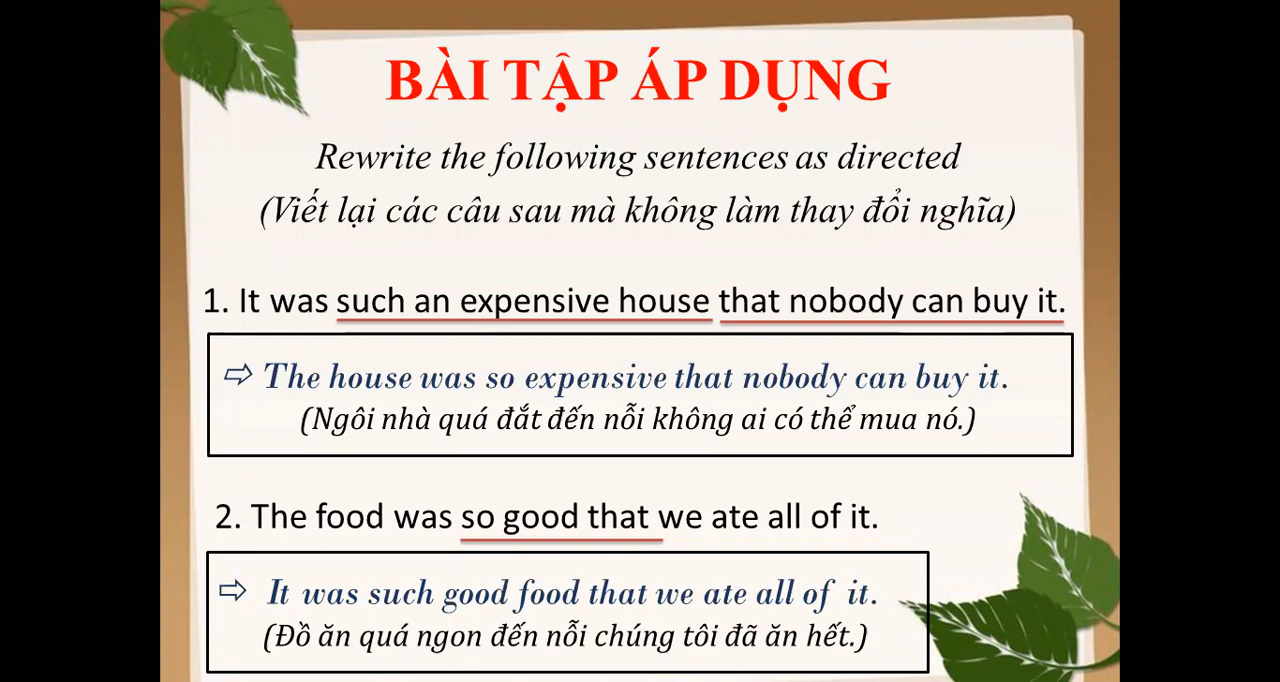 BÀI TẬP ÁP DỤNG
Rewrite the following sentences as directed
(Viết lại các câu sau mà không làm thay đổi nghĩa)
1. It was such an expensive house that nobody can buy it.
⇨ The house was so expensive that nobody can buy it.
(Ngôi nhà quá đắt đến nỗi không ai có thể mua nó.)
2. The food was so good that we ate all of it.
⇨ It was such good food that we ate all of it.
(Đồ ăn quá ngon đến nỗi chúng tôi đã ăn hết.)